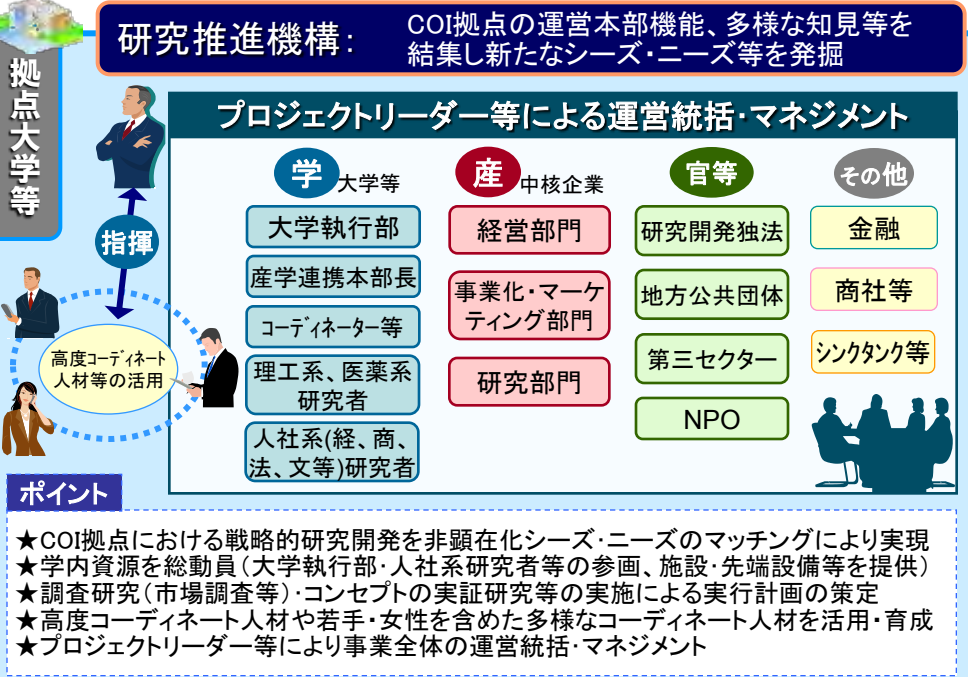 拠点大学等
研究推進機構：
COI拠点の運営本部機能、多様な知見等を
結集し新たなシーズ・ニーズ等を発掘
プロジェクトリーダー等による運営統括・マネジメント
指揮
高度コーディネート
人材等の活用
学 大学等
大学執行部
産学連携本部長
コーディネーター等
理工系、医薬系
研究者
人社系(経、商、
法、文等)研究者
産 中核企業
経営部門
事業化・マーケ
ティング部門
研究部門
官等
研究開発独法
地方公共団体
第三セクター
NPO
その他
金融
商社等
シンクタンク等
ポイント
★COI拠点における戦略的研究開発を非顕在化シーズ・ニーズのマッチングにより実現
★学内資源を総動員（大学執行部・人社系研究者等の参画、施設・先端設備等を提供）
★調査研究（市場調査等）・コンセプトの実証研究等の実施による実行計画の策定
★高度コーディネート人材や若手・女性を含めた多様なコーディネート人材を活用・育成
★プロジェクトリーダー等により事業全体の運営統括・マネジメント